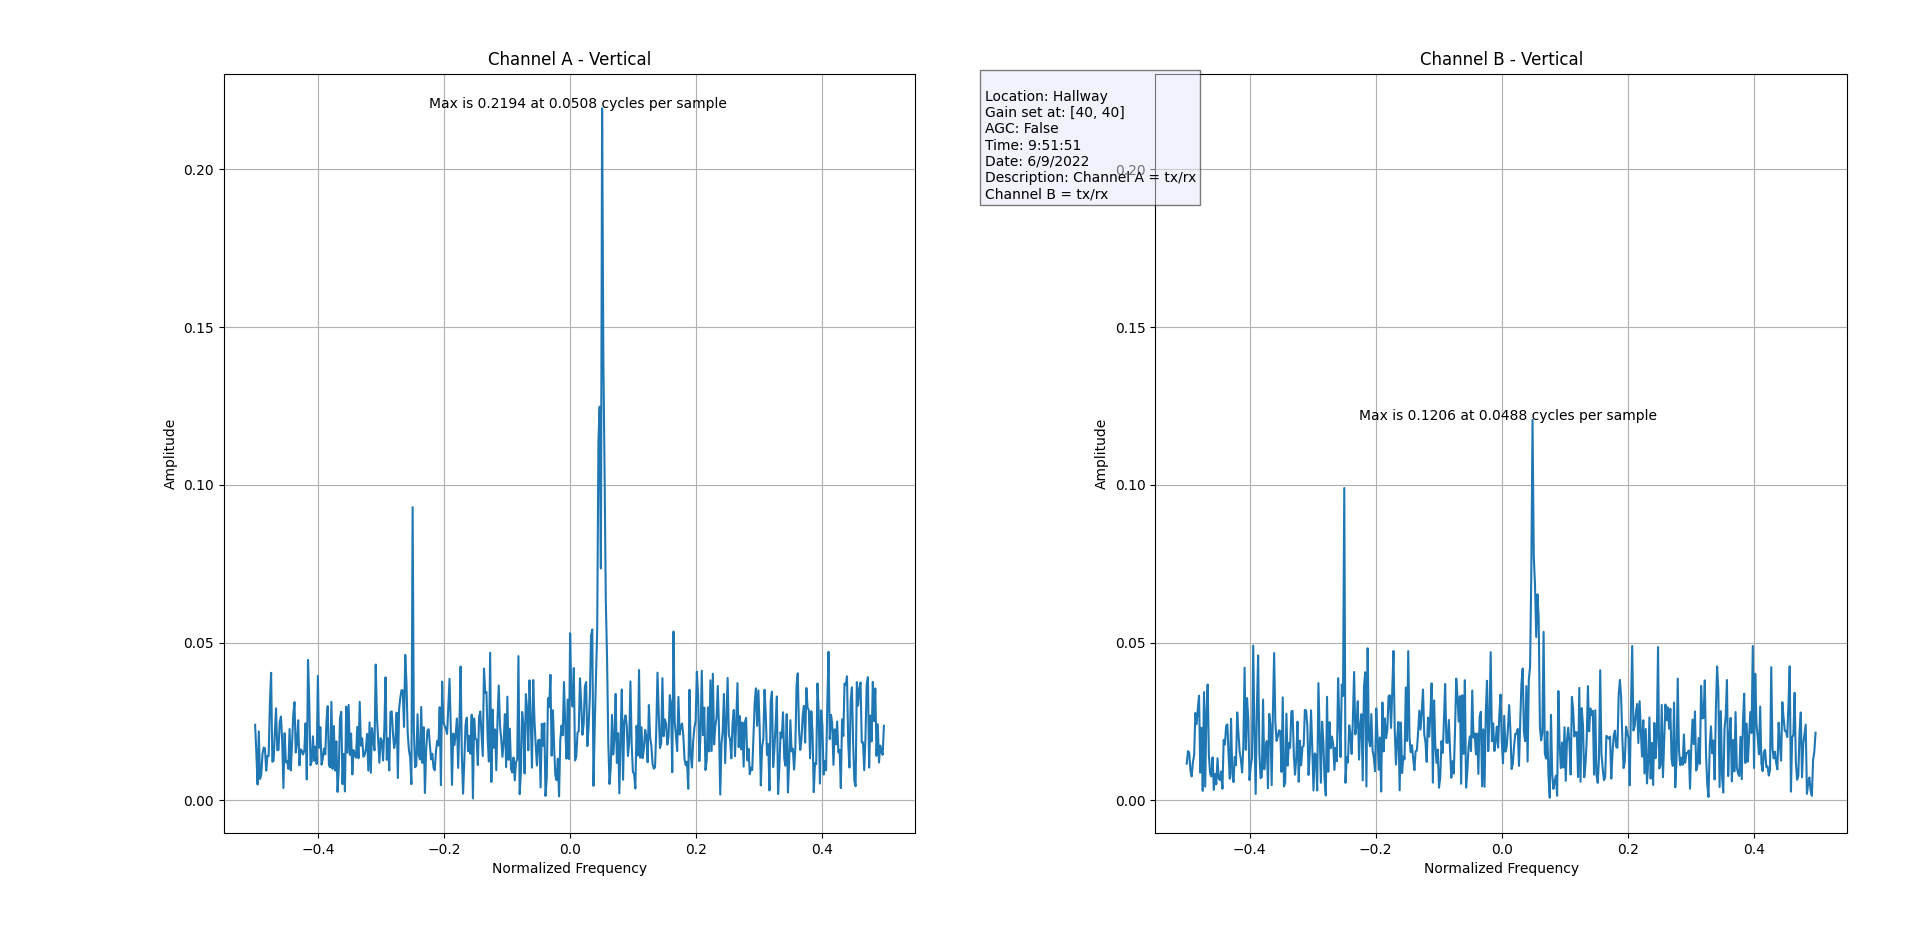 Channel A - Vertical
Max is 0.2194 at 0.0508 cycles per sample
Amplitude
0.20
0.15
0.10
0.05
0.00
−0.4 −0.2 0.0 0.2 0.4
Normalized Frequency
Location: Hallway
Gain set at: [40, 40]
AGC: False
Time: 9:51:51
Date: 6/9/2022
Description: Channel A = tx/rx
Channel B = tx/rx
Channel B - Vertical
Max is 0.1206 at 0.0488 cycles per sample
Amplitude
0.20
0.15
0.10
0.05
0.00
−0.4 −0.2 0.0 0.2 0.4
Normalized Frequency